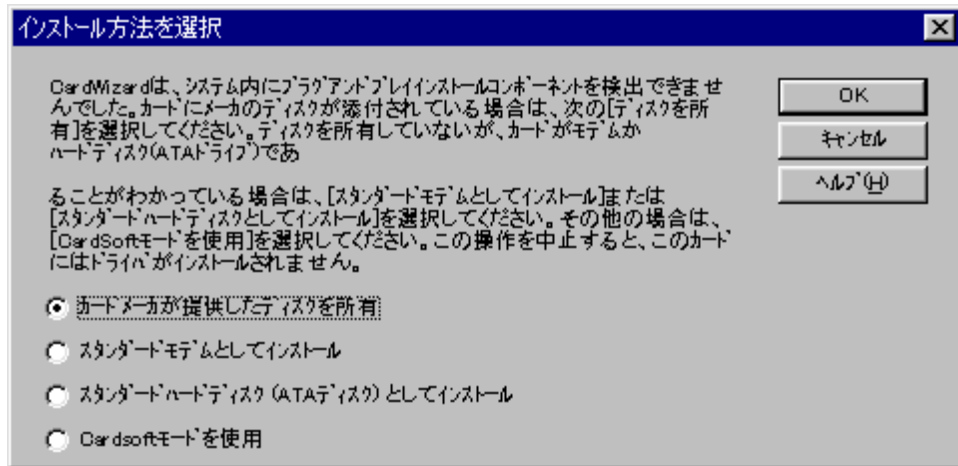 インストール方法を選択
CardWizardは、システム内にプラグアンドプレイインストールコンポーネントを検出できませ
んでした。カードにメーカのディスクが添付されている場合は、次の[ディスクを所
有]を選択してください。ディスクを所有していないが、カードがモデムか
ハードディスク(ATAドライブ)であ
ることがわかっている場合は、[スタンダードモデムとしてインストール]または
[スタンダードハードディスクとしてインストール]を選択してください。その他の場合は、
[CardSoftモードを使用]を選択してください。この操作を中止すると、このカード
にはドライバがインストールされません。
カードメーカが提供したディスクを所有
スタンダードモデムとしてインストール
スタンダードハードディスク (ATAディスク) としてインストール
Cardsoftモードを使用
OK
キャンセル
ヘルプ(H)